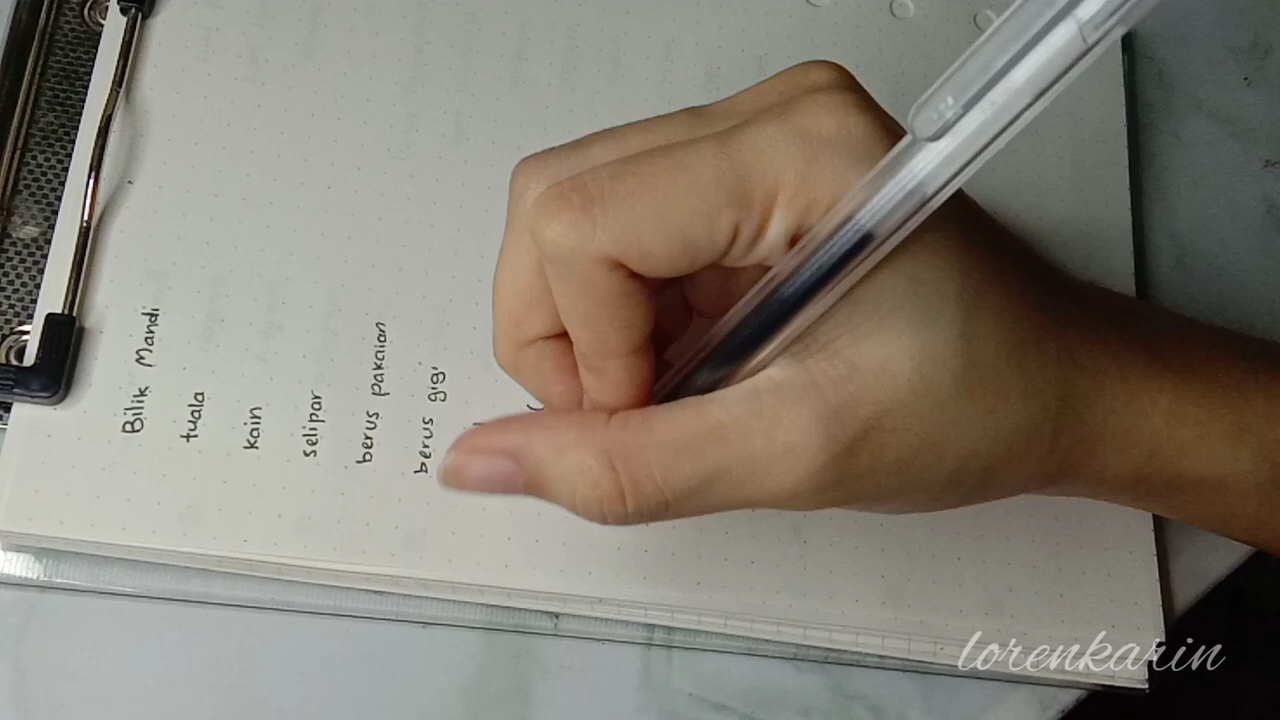 Bilik Mandi
tuala
kain
selipar
berus pakaian
berus gigi
lorenkarin